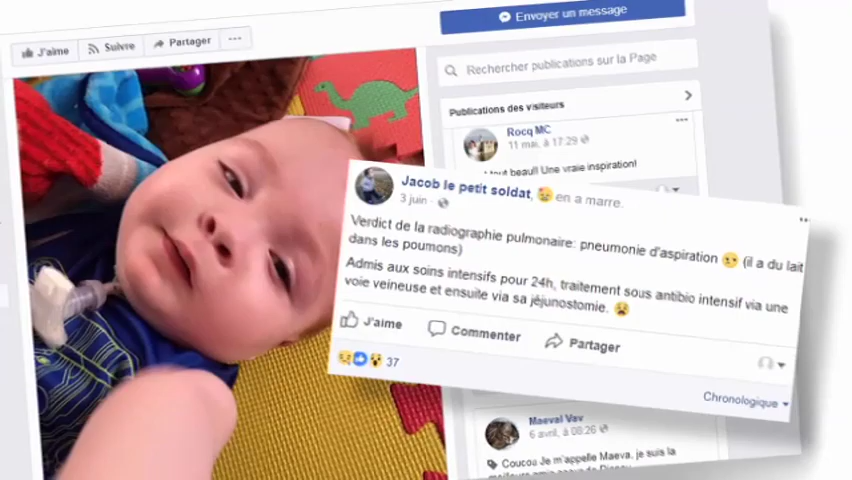 Envoyer un message
J'aime Suivre Partager ...
Rechercher publications sur la Page
Publications des visiteurs
Rocq MC
11 mai, à 17:29
tout beau!! Une vraie inspiration!
Jacob le petit soldat, en a marre.
3 juin
Verdict de la radiographie pulmonaire: pneumonie d'aspiration (il a du lait
dans les poumons)
Admis aux soins intensifs pour 24h, traitement sous antibio intensif via une
voie veineuse et ensuite via sa jéjunostomie.
J'aime Commenter Partager
37
Chronologique
Maeval Vav
6 avril, à 08:26
Coucou Je m'appelle Maeva, je suis la